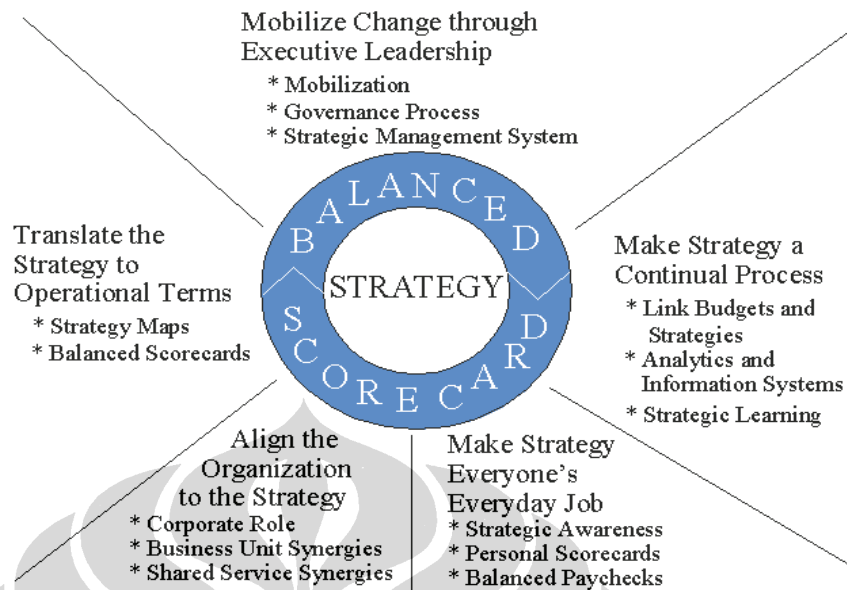 Mobilize Change through
Executive Leadership
* Mobilization
* Governance Process
* Strategic Management System
BALANCED
STRATEGY
SCORECARD
Translate the
Strategy to
Operational Terms
* Strategy Maps
* Balanced Scorecards
Make Strategy a
Continual Process
* Link Budgets and
Strategies
* Analytics and
Information Systems
* Strategic Learning
Align the
Organization
to the Strategy
* Corporate Role
* Business Unit Synergies
* Shared Service Synergies
Make Strategy
Everyone's
Everyday Job
* Strategic Awareness
* Personal Scorecards
* Balanced Paychecks